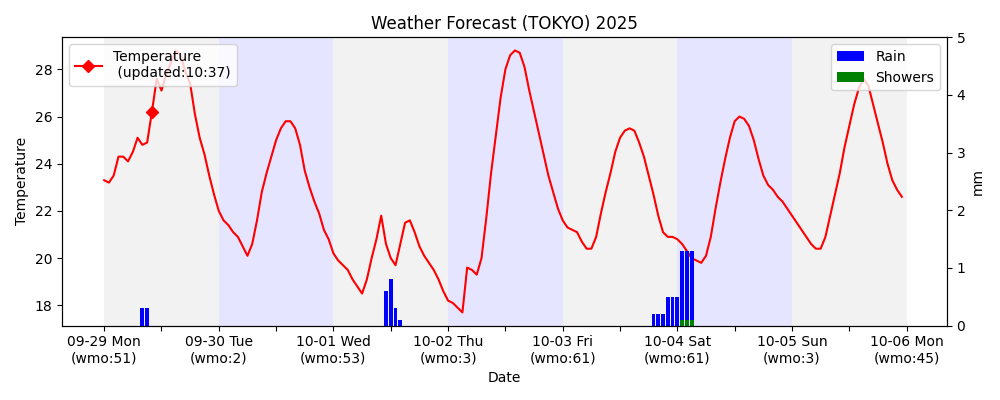 Weather Forecast (TOKYO) 2025
Temperature
(updated:10:37)
Rain
Showers
Temperature
28
26
24
22
20
18
5
4
3
2
1
0
mm
09-29 Mon
(wmo:51)
09-30 Tue
(wmo:2)
10-01 Wed
(wmo:53)
10-02 Thu
(wmo:3)
10-03 Fri
(wmo:61)
10-04 Sat
(wmo:61)
10-05 Sun
(wmo:3)
10-06 Mon
(wmo:45)
Date